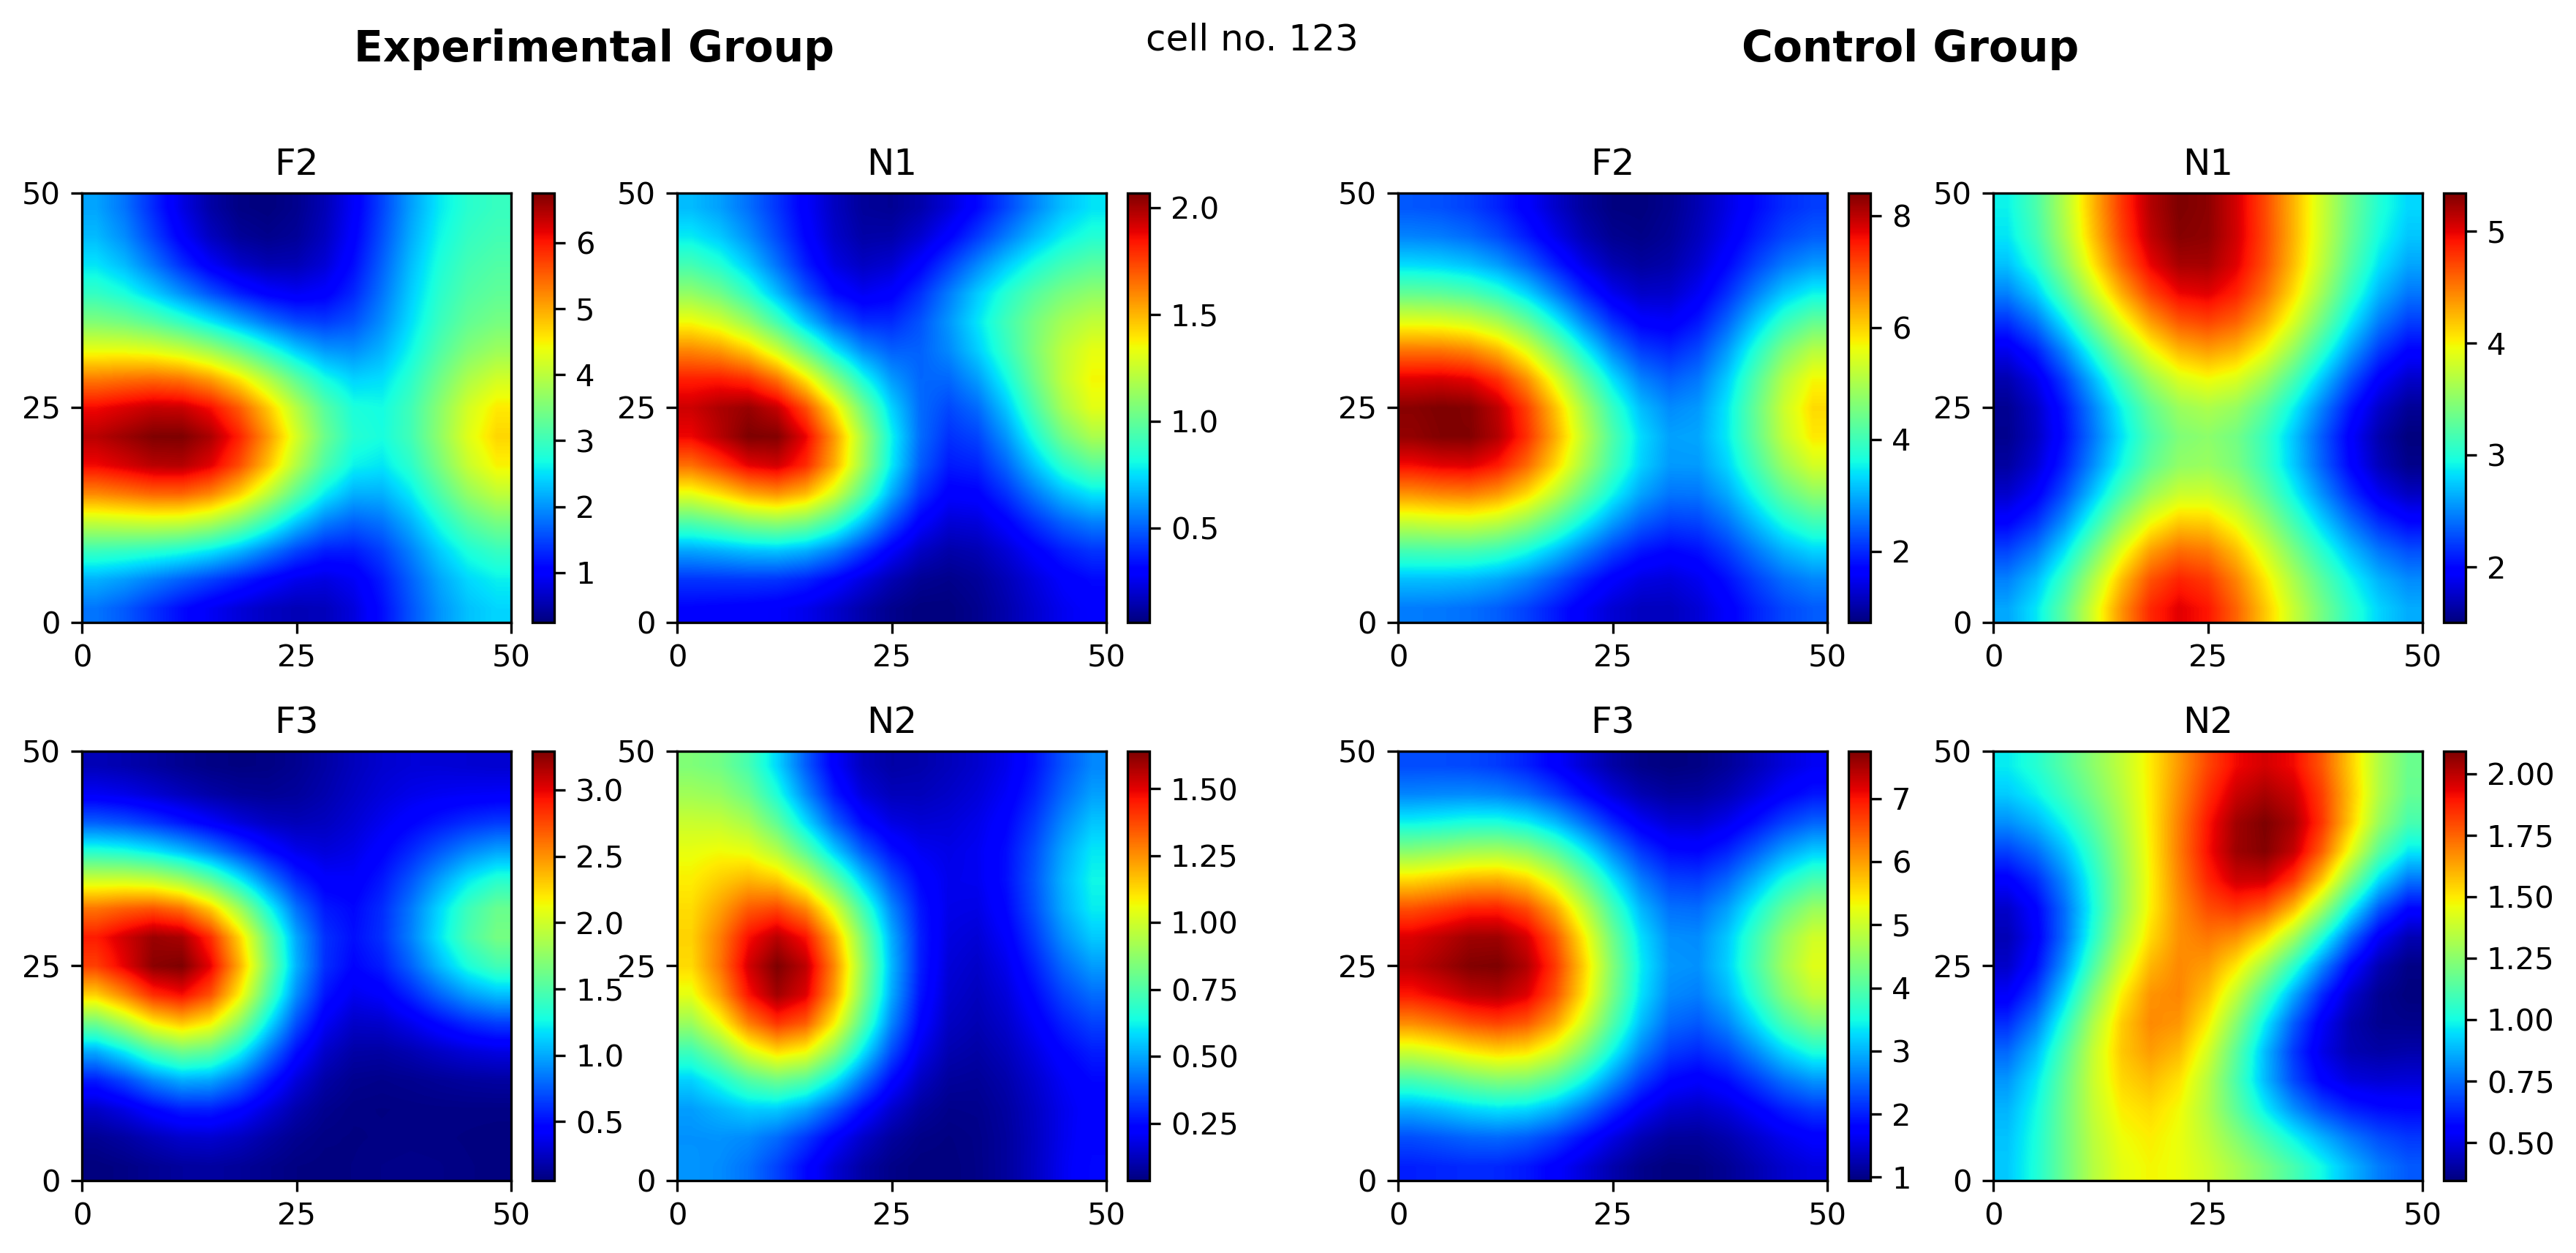 Experimental Group cell no. 123 Control Group
F2 N1 F2 N1
50 50 50 50
6 2.0 8 5
5 1.5 6 4
4
25 25 25 25
3 1.0 4 3
2 0.5 2 2
1
0 0 0 0
0 25 50 0 25 50 0 25 50 0 25 50
F3 N2 F3 N2
50 50 50 50
3.0 1.50 7 2.00
2.5 1.25 6 1.75
2.0 1.00 5 1.50
25 25 25 25
1.5 0.75 4 1.25
1.0 0.50 3 1.00
0.5 0.25 2 0.75
1 0.50
0 0 0 0
0 25 50 0 25 50 0 25 50 0 25 50